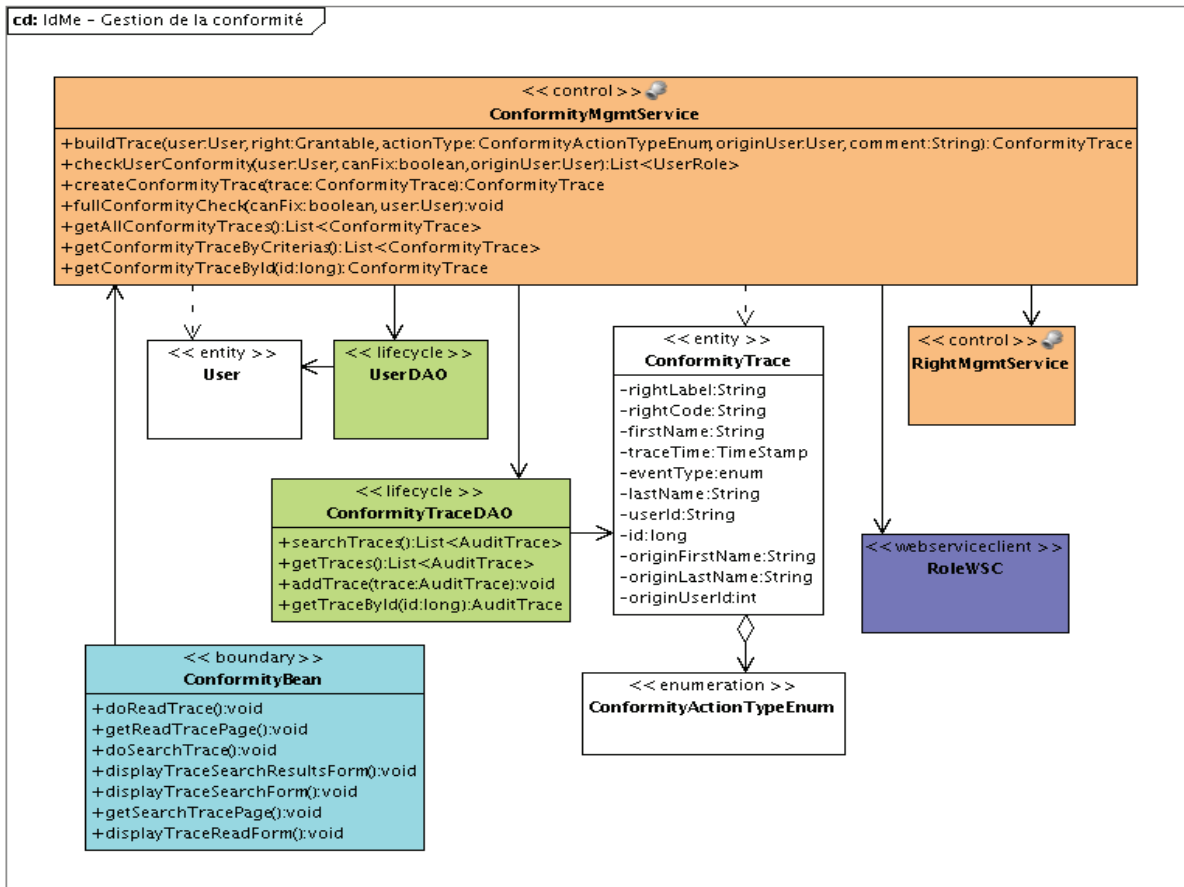 cd: IdMe - Gestion de la conformité
<< control >>
ConformityMgmtService
+buildTrace(user:User, right:Grantable, actionType:ConformityActionTypeEnum, originUser:User, comment:String): ConformityTrace
+checkUserConformity(user:User, canFix:boolean,originUser:User):List<UserRole>
+createConformityTrace(trace:ConformityTrace):ConformityTrace
+fullConformityCheck(canFix:boolean,user:User):void
+getAllConformityTraces():List<ConformityTrace>
+getConformityTraceByCriterias():List<ConformityTrace>
+getConformityTraceById(id:long):ConformityTrace
<< entity >>
User
<< lifecycle >>
UserDAO
<< entity >>
ConformityTrace
-rightLabel:String
-rightCode:String
-firstName:String
-traceTime:TimeStamp
-eventType:enum
-lastName:String
-userId:String
-id:long
-originFirstName:String
-originLastName:String
-originUserId:int
<< control >>
RightMgmtService
<< lifecycle >>
ConformityTraceDAO
+searchTraces():List<AuditTrace>
+getTraces():List<AuditTrace>
+addTrace(trace:AuditTrace):void
+getTraceById(id:long):AuditTrace
<<webserviceclient >>
RoleWSC
<< boundary >>
ConformityBean
+doReadTrace():void
+getReadTracePage():void
+doSearchTrace():void
+displayTraceSearchResultsForm():void
+displayTraceSearchForm():void
+getSearchTracePage():void
+displayTraceReadForm():void
<< enumeration >>
ConformityActionTypeEnum